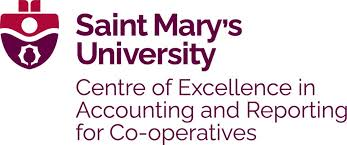 Saint Mary's
University
Centre of Excellence in
Accounting and Reporting
for Co-operatives